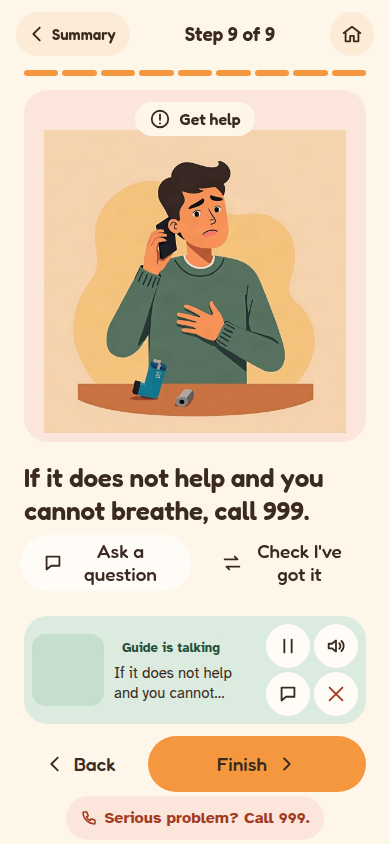 Summary
Step 9 of 9
Get help
If it does not help and you
cannot breathe, call 999.
Ask a
question
Check I've
got it
Guide is talking
If it does not help
and you cannot...
Back
Finish
Serious problem? Call 999.